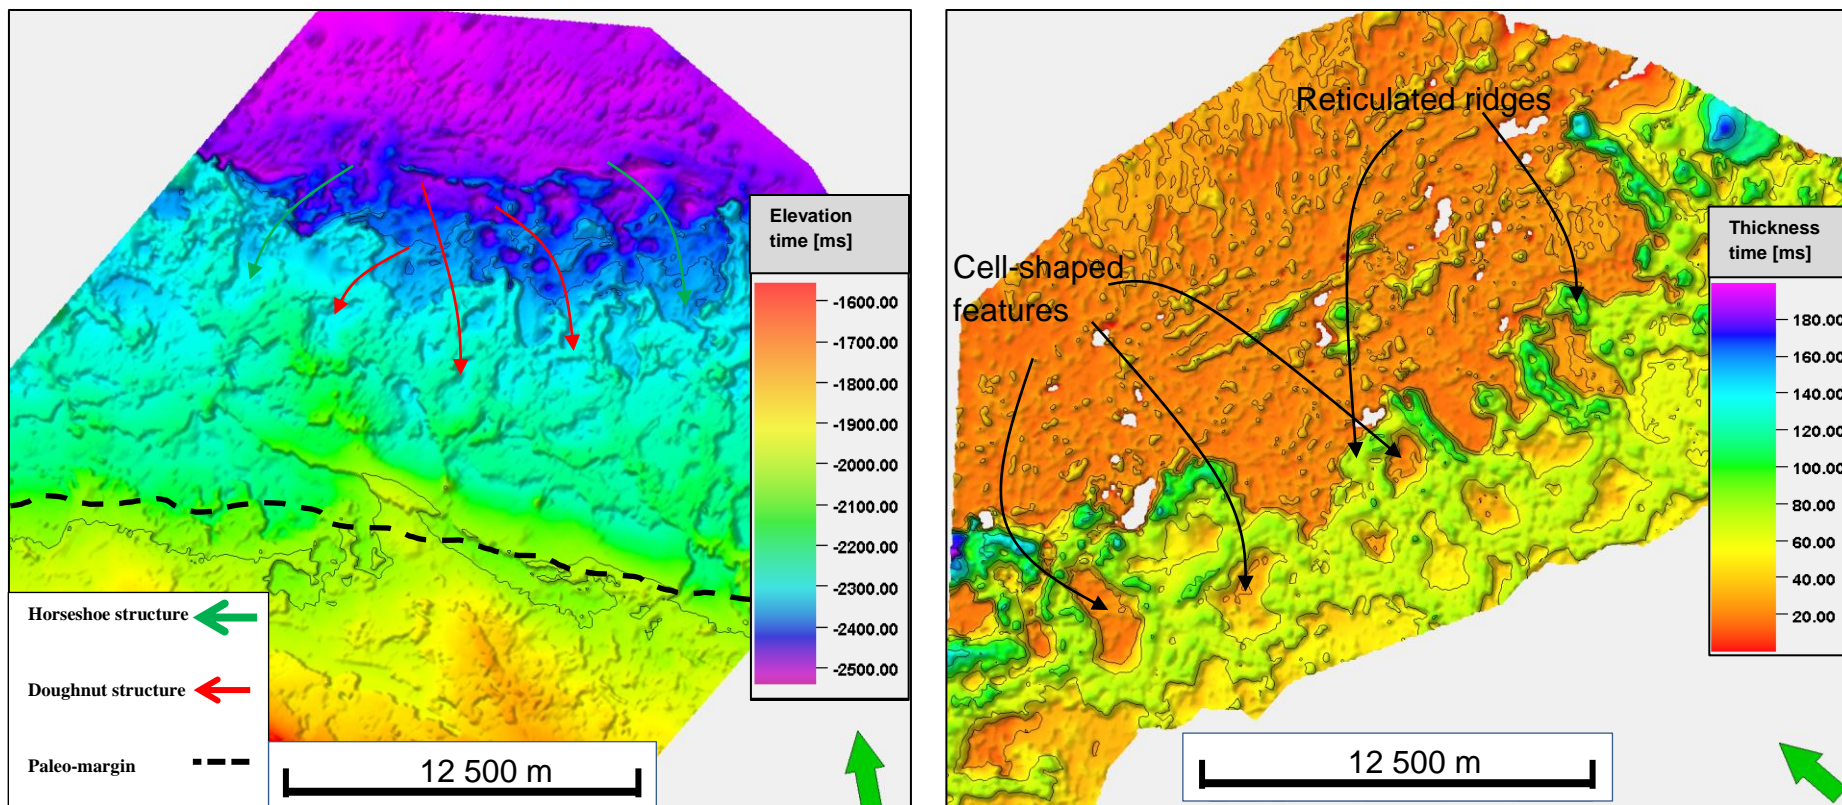 Elevation
time [ms]
-1600.00
-1700.00
-1800.00
-1900.00
-2000.00
-2100.00
-2200.00
-2300.00
-2400.00
-2500.00
Horseshoe structure
Doughnut structure
Paleo-margin
12 500 m
Reticulated ridges
Cell-shaped
features
Thickness
time [ms]
180.00
160.00
140.00
120.00
100.00
80.00
60.00
40.00
20.00
12 500 m